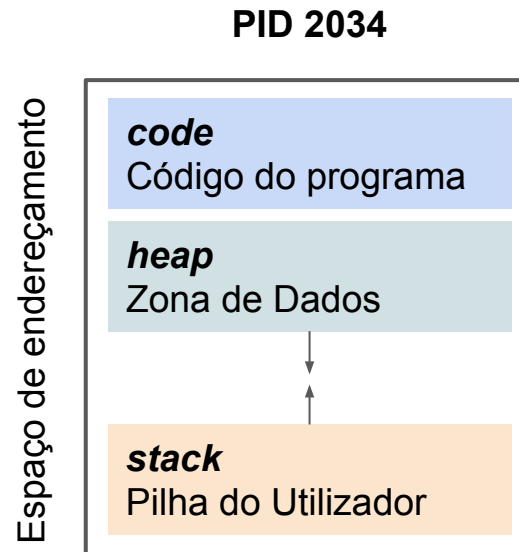 PID 2034
Espaço de endereçamento
code
Código do programa
heap
Zona de Dados
stack
Pilha do Utilizador